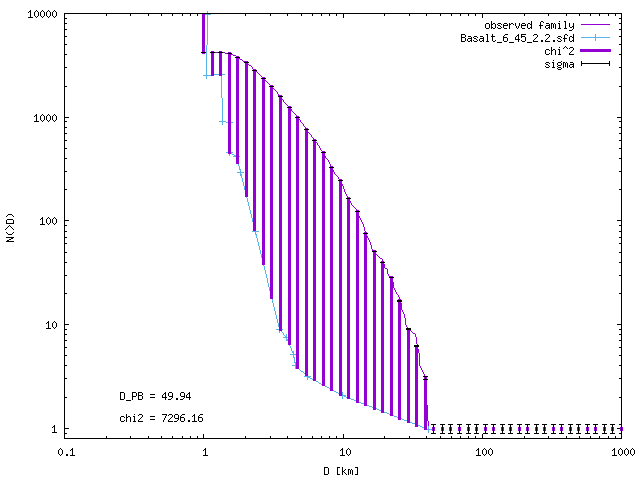 10000
1000
100
10
1
N(>D)
observed family
Basalt_6_45_2.2.sfd
chi^2
sigma
D_PB = 49.94
chi2 = 7296.16
0.1 1 10 100 1000
D [km]